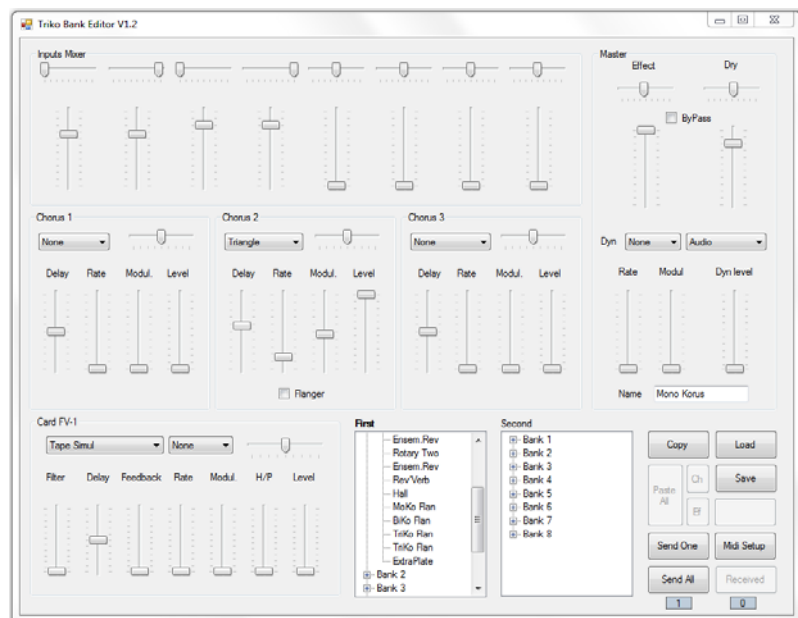 Triko Bank Editor V1.2
Inputs Mixer
Master
Effect Dry
ByPass
Chorus 1
None
Delay Rate Modul. Level
Chorus 2
Triangle
Delay Rate Modul. Level
Flanger
Chorus 3
None
Delay Rate Modul. Level
Dyn None Audio
Rate Modul Dyn level
Name Mono Korus
Card FV-1
Tape Simul None
Filter Delay Feedback Rate Modul H/P Level
First
Ensem.Rev
Rotary Two
Ensem.Rev
Rev'Verb
Hall
MoKo Flan
BiKo Flan
TriKo Flan
TriKo Flan
ExtraPlate
Bank 2
Bank 3
Second
Bank 1
Bank 2
Bank 3
Bank 4
Bank 5
Bank 6
Bank 7
Bank 8
Copy Load
Paste All
Ch
Save
Ef
Send One Midi Setup
Send All Received
1 0